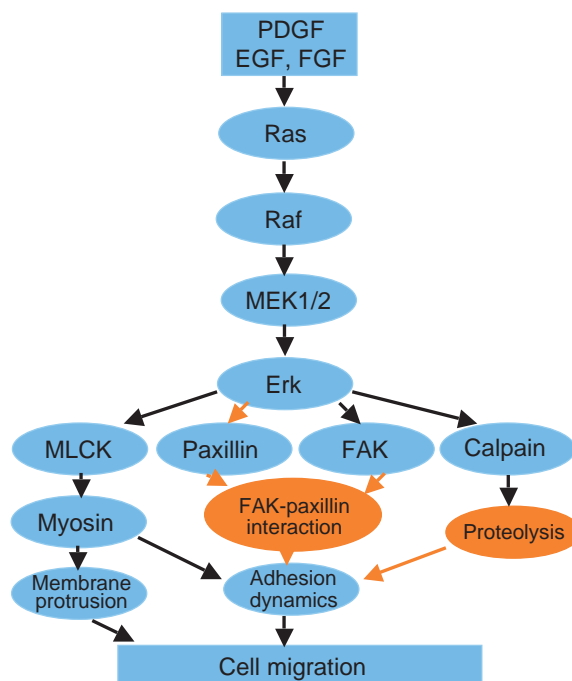 PDGF
EGF, FGF
Ras
Raf
MEK1/2
Erk
MLCK
Paxillin
FAK
Calpain
Myosin
FAK-paxillin
interaction
Proteolysis
Membrane
protrusion
Adhesion
dynamics
Cell migration